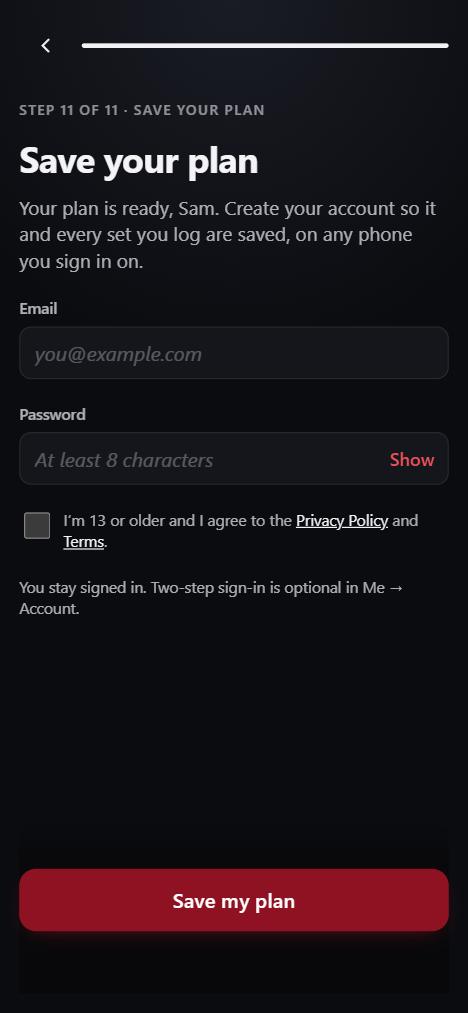 STEP 11 OF 11 · SAVE YOUR PLAN
Save your plan
Your plan is ready, Sam. Create your account so it
and every set you log are saved, on any phone
you sign in on.
Email
you@example.com
Password
At least 8 characters
Show
I'm 13 or older and I agree to the Privacy Policy and
Terms.
You stay signed in. Two-step sign-in is optional in Me →
Account.
Save my plan